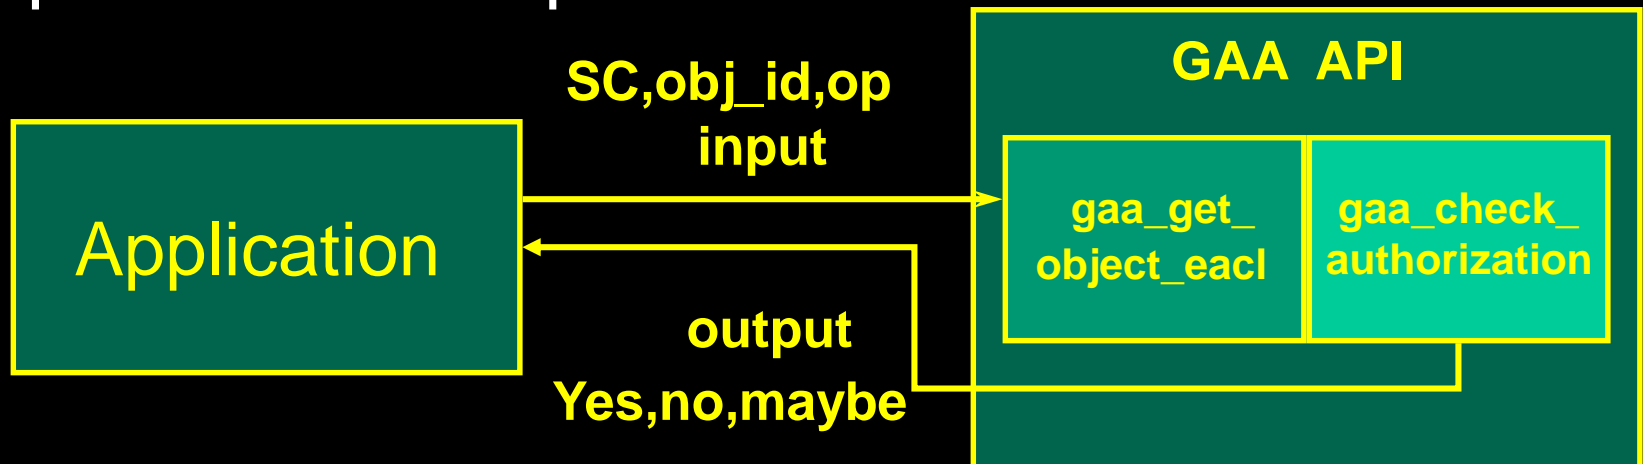 GAA API
SC,obj_id,op
input
Application
gaa_get_
object_eacl
gaa_check_
authorization
output
Yes,no,maybe